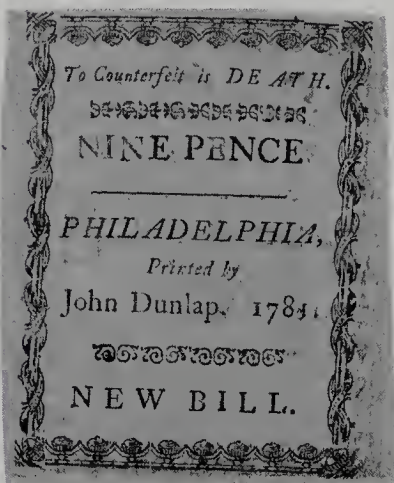 To Counterfeit is DEATH.
NINE PENCE.
PHILADELPHIA,
Printed by
John Dunlap.
NEW BILL.